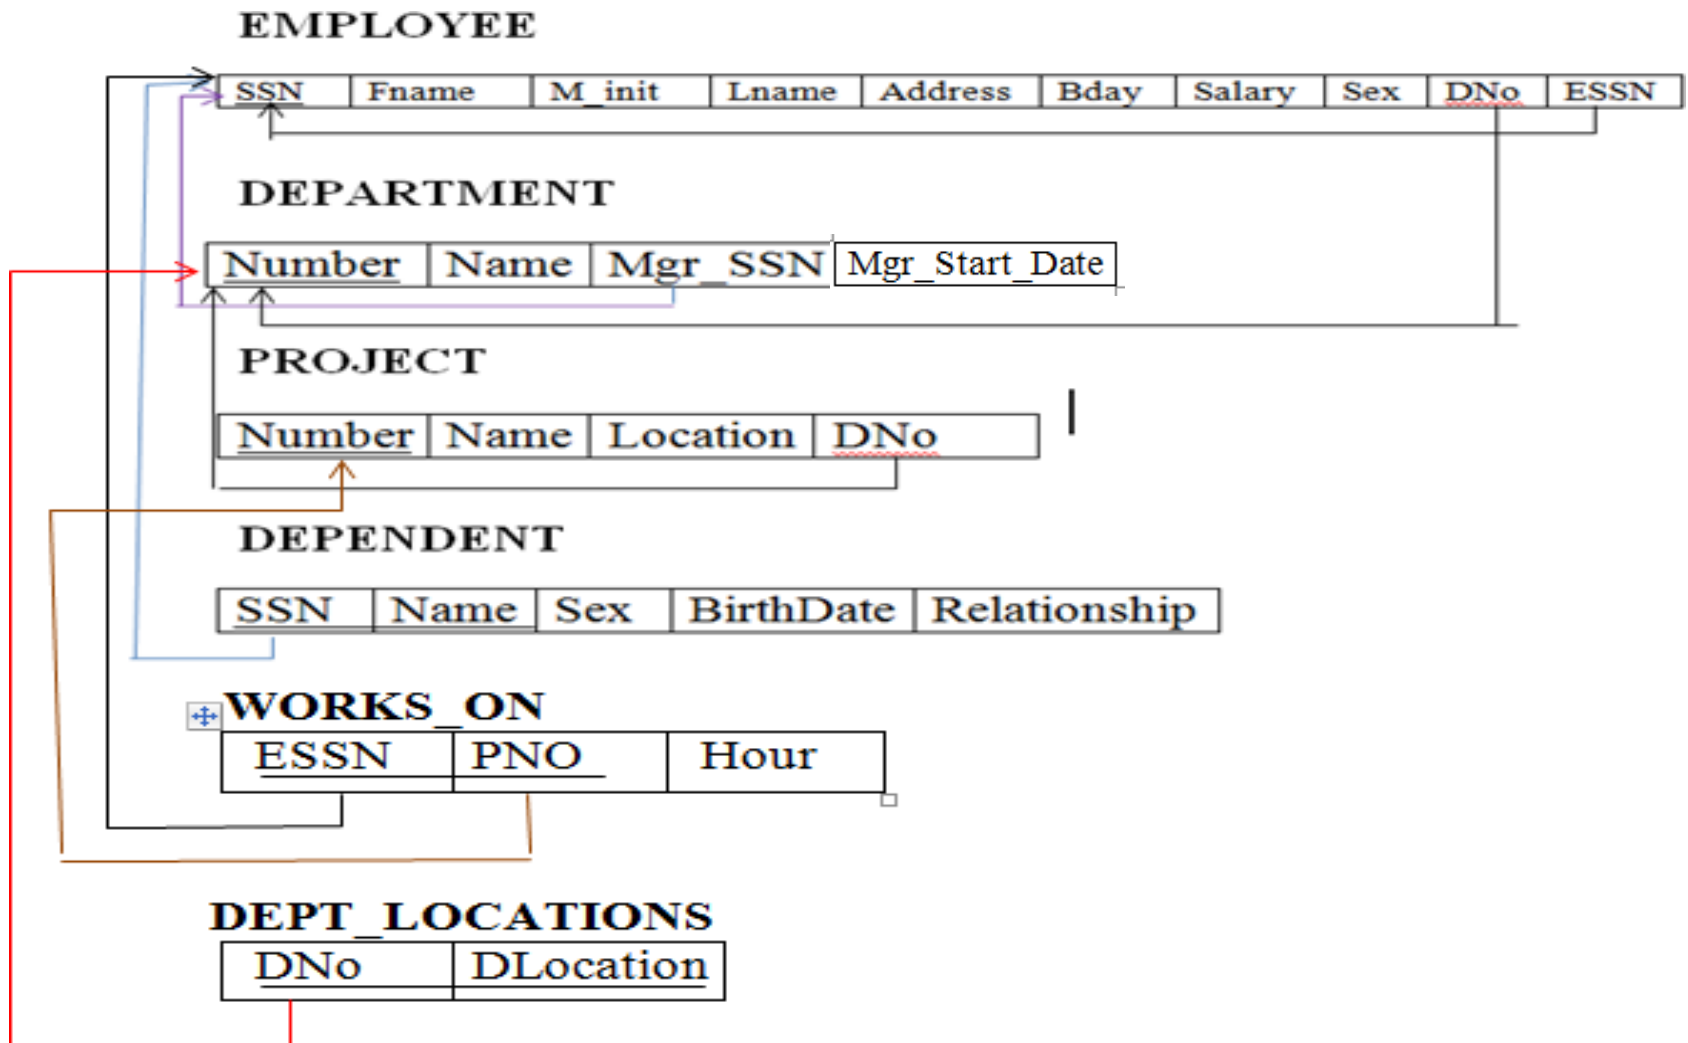 EMPLOYEE
SSN Fname M_init Lname Address Bday Salary Sex DNo ESSN
DEPARTMENT
Number Name Mgr_SSN Mgr_Start_Date
PROJECT
Number Name Location DNo
DEPENDENT
SSN Name Sex BirthDate Relationship
WORKS_ON
ESSN PNO Hour
DEPT_LOCATIONS
DNo DLocation